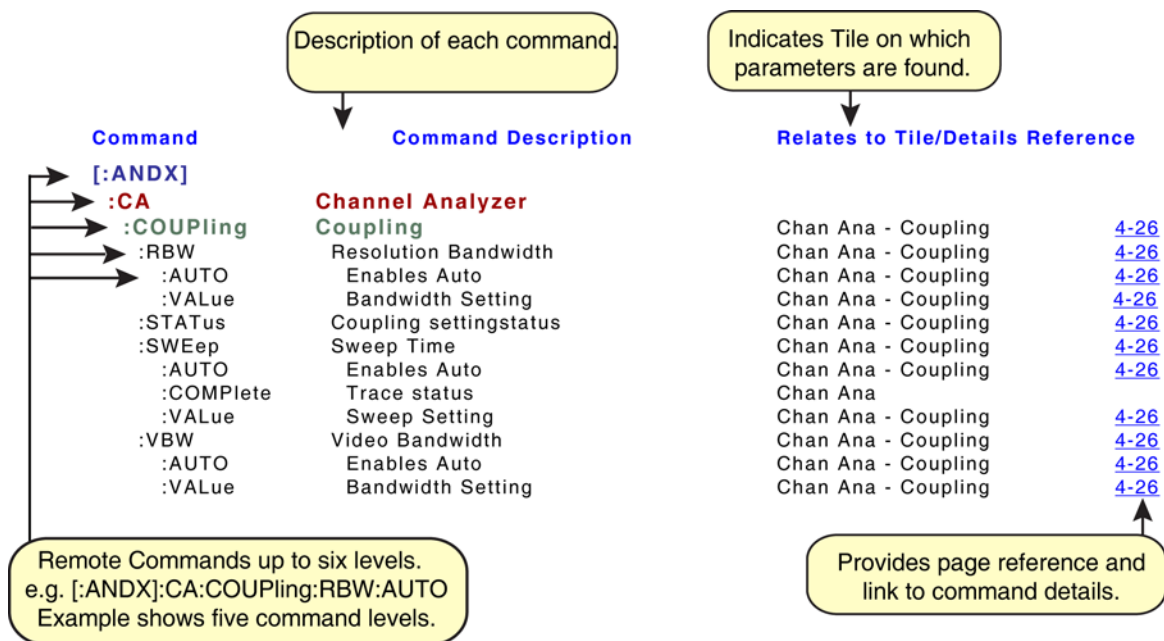 Description of each command.
Indicates Tile on which
parameters are found.
Command Command Description Relates to Tile/Details Reference
[:ANDX]
:CA Channel Analyzer
:COUPling Coupling Chan Ana - Coupling 4-26
:RBW Resolution Bandwidth Chan Ana - Coupling 4-26
:AUTO Enables Auto Chan Ana - Coupling 4-26
:VALue Bandwidth Setting Chan Ana - Coupling 4-26
:STATus Coupling settingstatus Chan Ana - Coupling 4-26
:SWEep Sweep Time Chan Ana - Coupling 4-26
:AUTO Enables Auto Chan Ana - Coupling 4-26
:COMPlete Trace status Chan Ana
:VALue Sweep Setting Chan Ana - Coupling 4-26
:VBW Video Bandwidth Chan Ana - Coupling 4-26
:AUTO Enables Auto Chan Ana - Coupling 4-26
:VALue Bandwidth Setting Chan Ana - Coupling 4-26
Remote Commands up to six levels.
e.g. [:ANDX]:CA:COUPling:RBW:AUTO
Example shows five command levels.
Provides page reference and
link to command details.